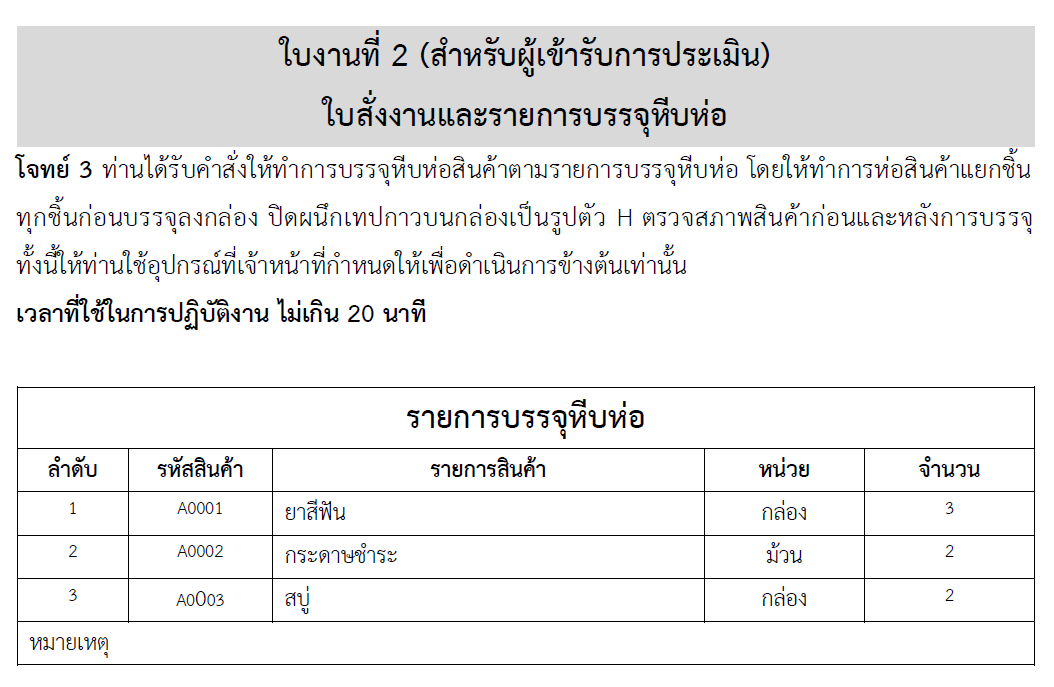 ใบงานที่ 2 (สำหรับผู้เข้ารับการประเมิน)
ใบสั่งงานและรายการบรรจุหีบห่อ
โจทย์ 3 ท่านได้รับคำสั่งให้ทำการบรรจุหีบห่อสินค้าตามรายการบรรจุหีบห่อ โดยให้ทำการห่อสินค้าแยกชิ้น
ทุกชิ้นก่อนบรรจุลงกล่อง ปิดผนึกเทปกาวบนกล่องเป็นรูปตัว H ตรวจสภาพสินค้าก่อนและหลังการบรรจุ
ทั้งนี้ให้ท่านใช้อุปกรณ์ที่เจ้าหน้าที่กำหนดให้เพื่อดำเนินการข้างต้นเท่านั้น
เวลาที่ใช้ในการปฏิบัติงาน ไม่เกิน 20 นาที
รายการบรรจุหีบห่อ
ลำดับ รหัสสินค้า รายการสินค้า หน่วย จำนวน
1 A0001 ยาสีฟัน กล่อง 3
2 A0002 กระดาษชำระ ม้วน 2
3 A0O03 สบู่ กล่อง 2
หมายเหตุ